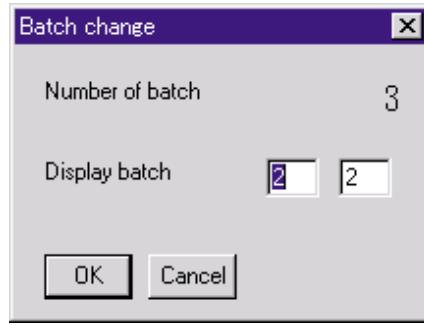 Batch change
Number of batch 3
Display batch 2 2
OK Cancel